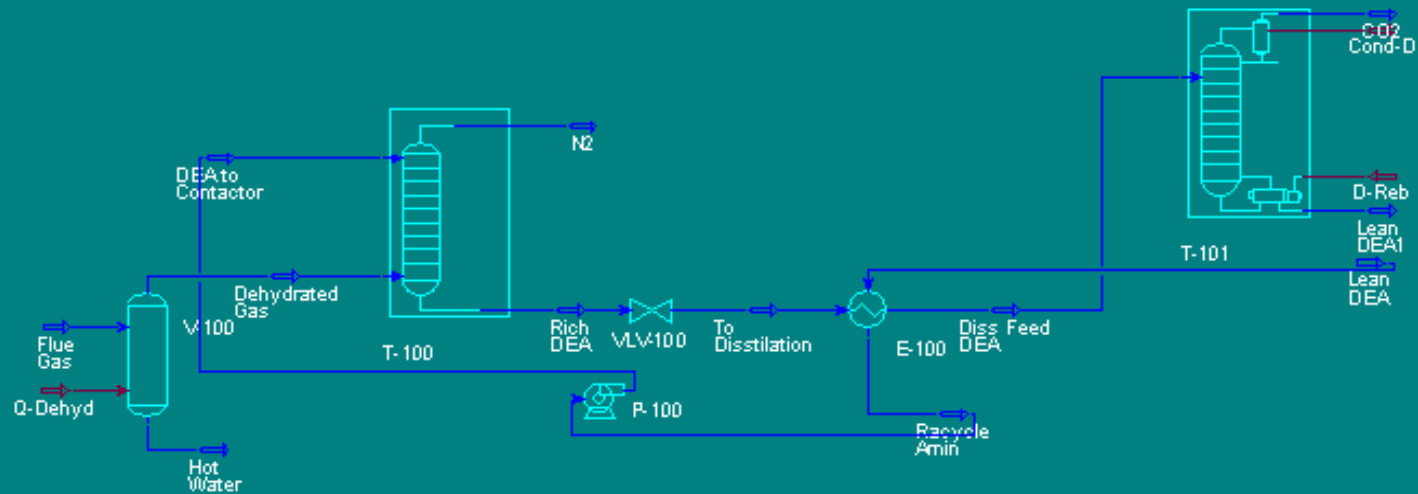 CO2
Cond-D
N2
DEA to
Contactor
D-Reb
Lean
DEA1
T-101
Lean
DEA
Dehydrated
Gas
V-100
Flue
Gas
T-100
Rich
DEA
VLV-100
To
Disstilation
E-100
Diss Feed
DEA
Q-Dehyd
P-100
Racycle
Amin
Hot
Water